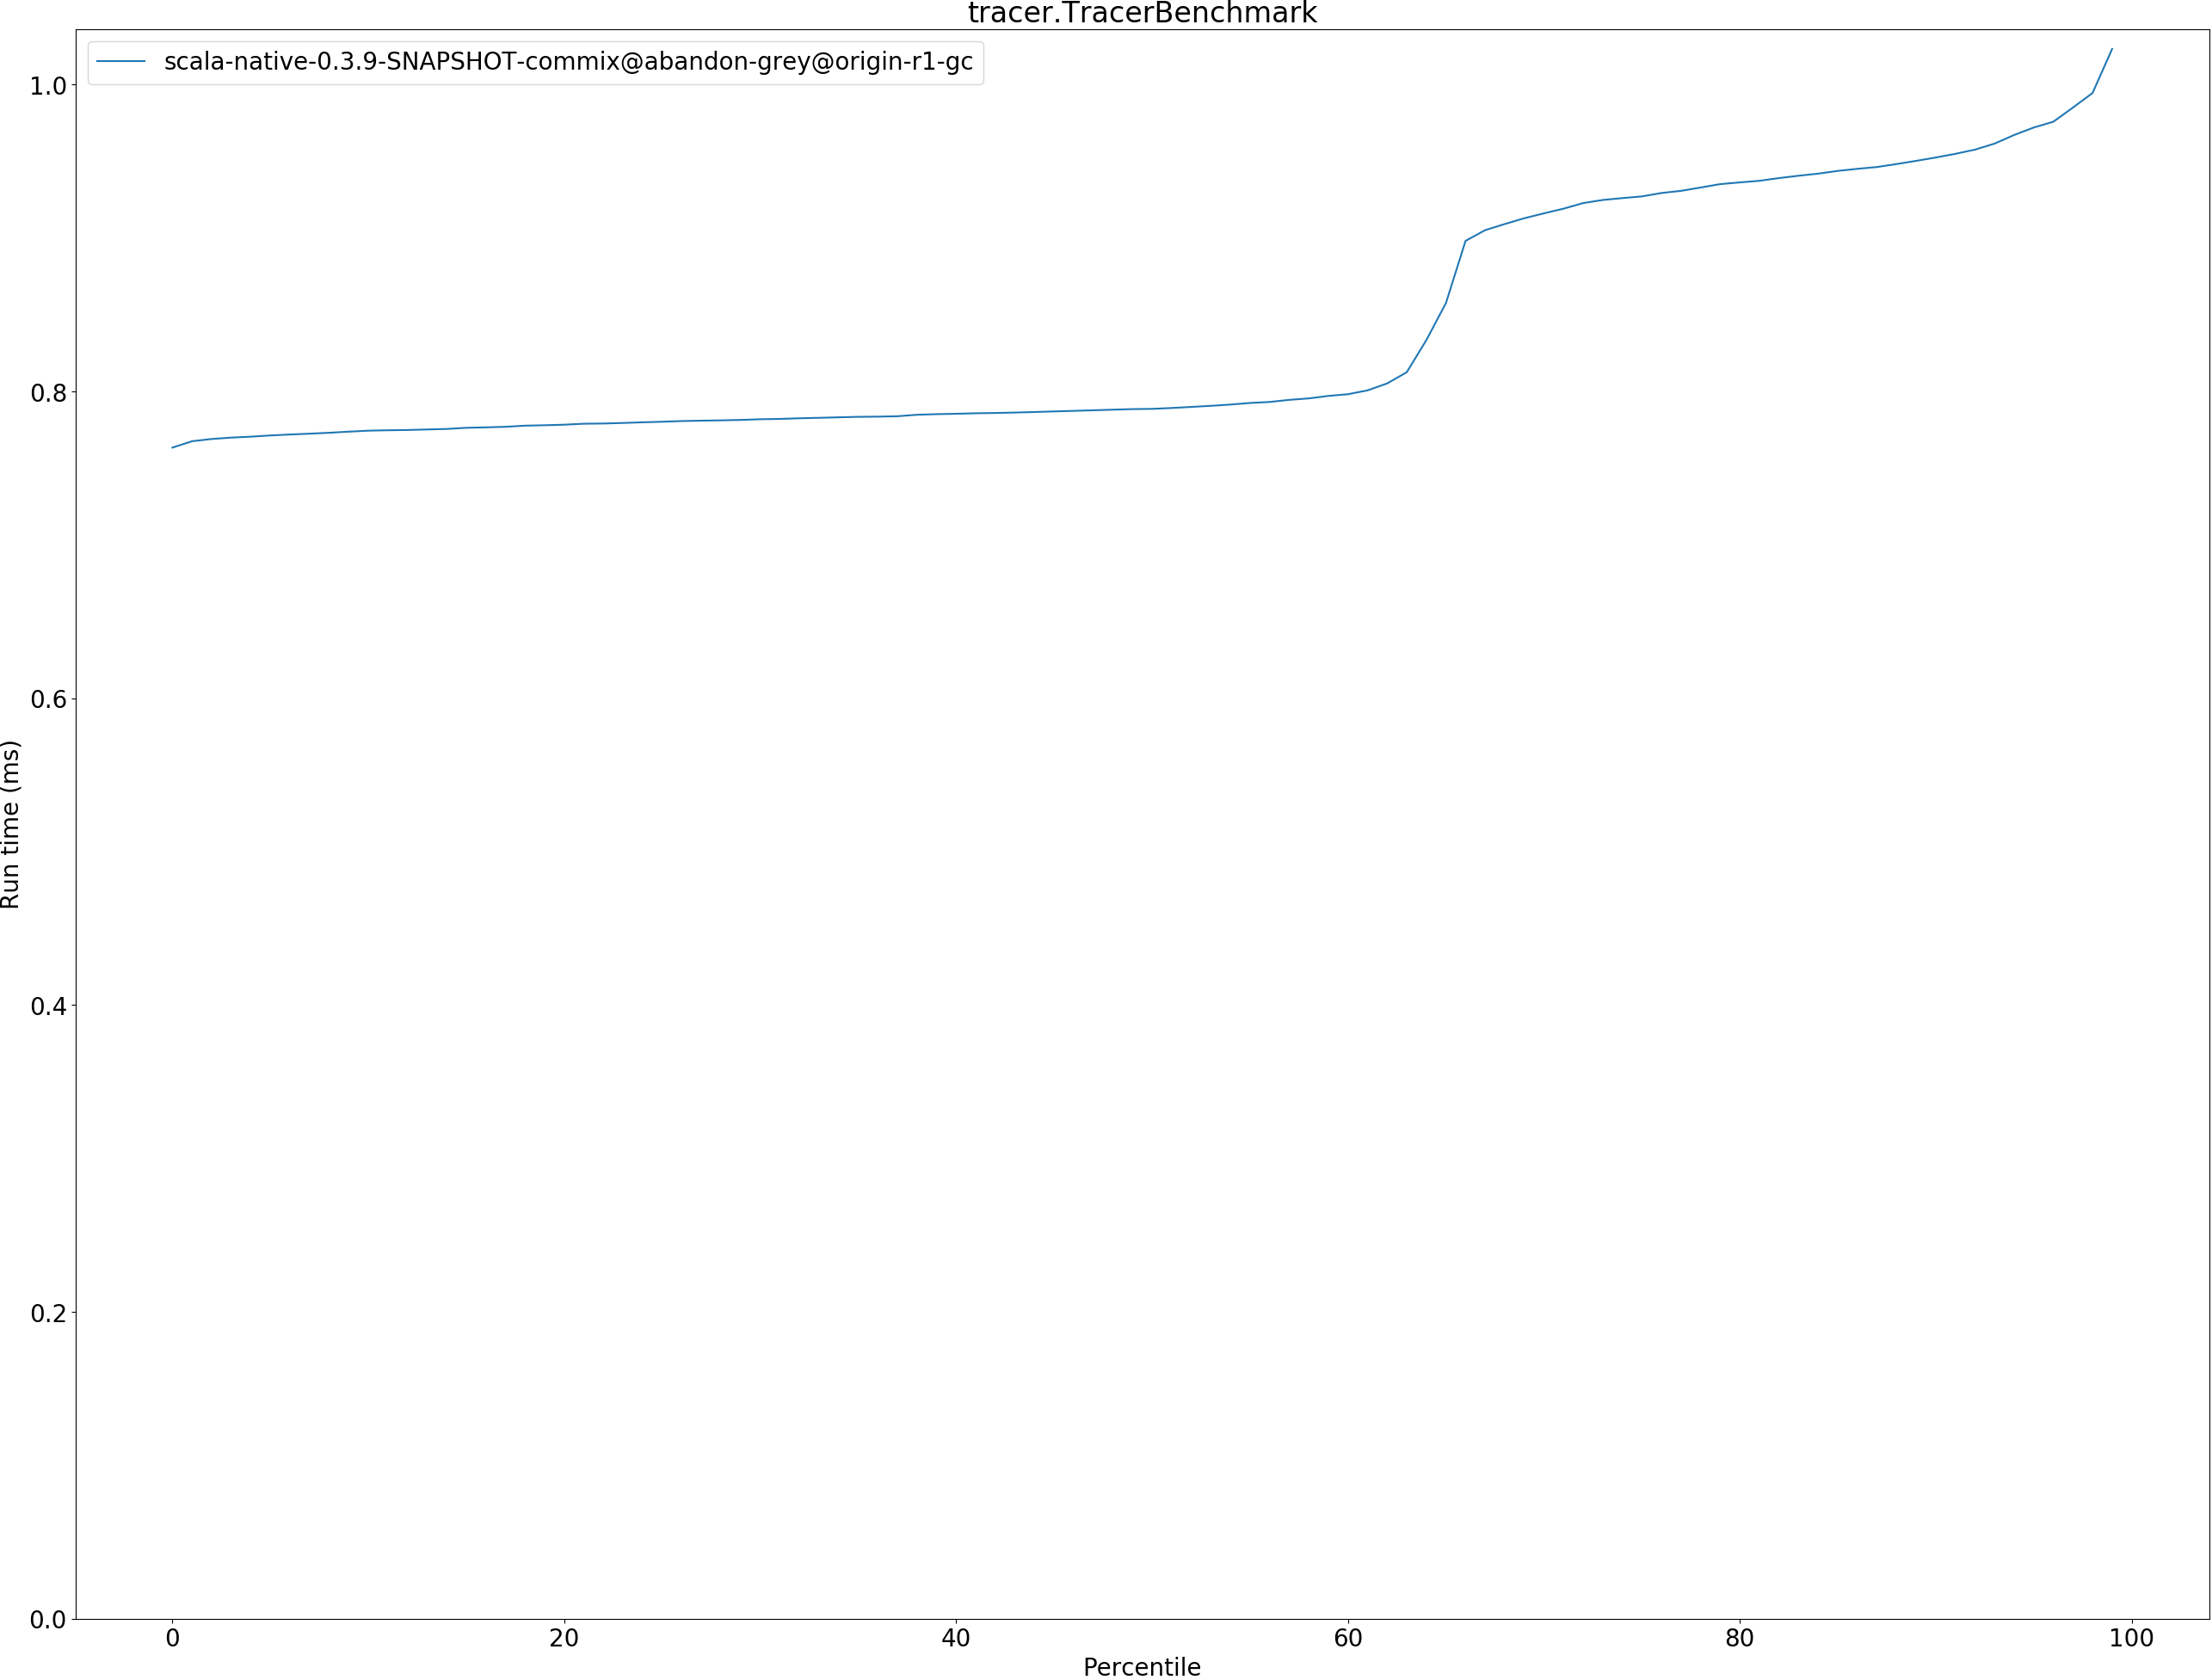 tracer.TracerBenchmark
scala-native-0.3.9-SNAPSHOT-commix@abandon-grey@origin-r1-gc
1.0
0.8
0.6
0.4
0.2
0.0
Run time (ms)
0 20 40 60 80 100
Percentile